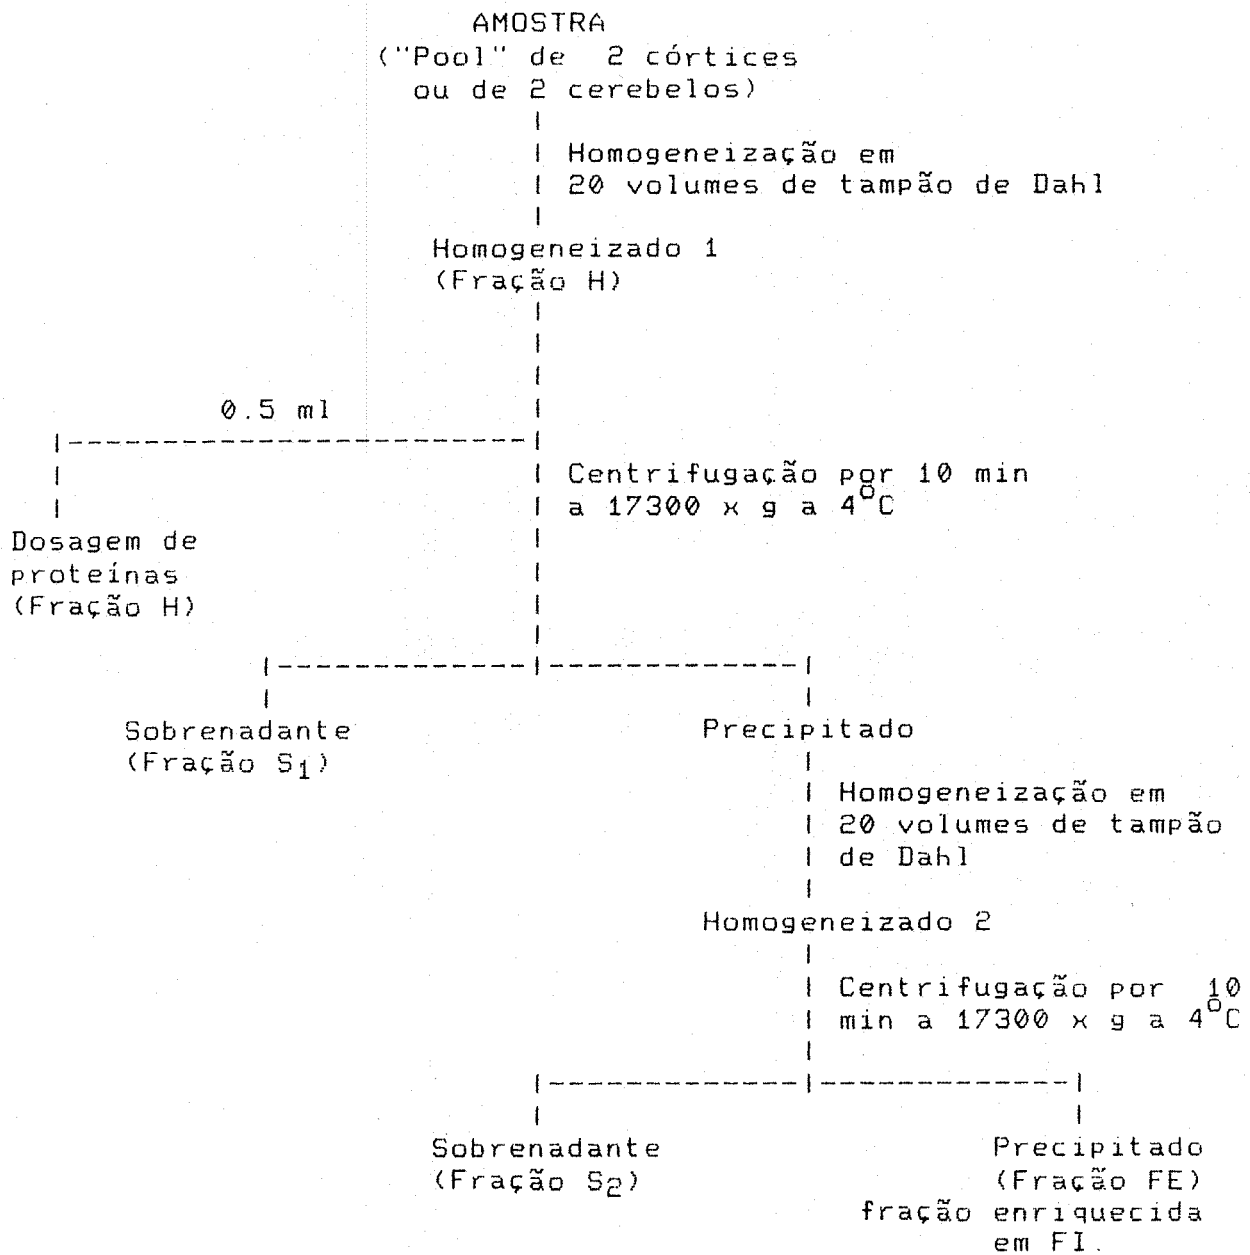 AMOSTRA
("Pool" de 2 córtices
ou de 2 cerebelos)
Homogeneização em
20 volumes de tampão de Dahl
Homogeneizado 1
(Fração H)
0.5 ml
Centrifugação por 10 min
a 17300 x g a 4ºC
Dosagem de
proteínas
(Fração H)
Sobrenadante
(Fração S₁)
Precipitado
Homogeneização em
20 volumes de tampão
de Dahl
Homogeneizado 2
Centrifugação por 10
min a 17300 x g a 4ºC
Sobrenadante
(Fração S₂)
Precipitado
(Fração FE)
fração enriquecida
em FI.